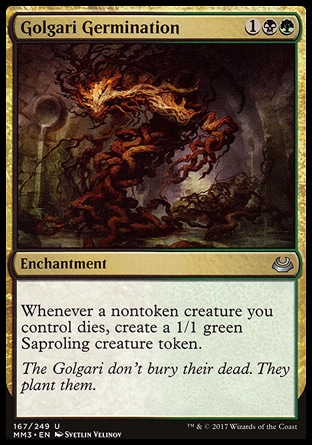 Golgari Germination 1
Enchantment
Whenever a nontoken creature you
control dies, create a 1/1 green
Saproling creature token.
The Golgari don't bury their dead. They
plant them.
167/249 U
MM3 • EN Svetlin Velinov ™ & © 2017 Wizards of the Coast